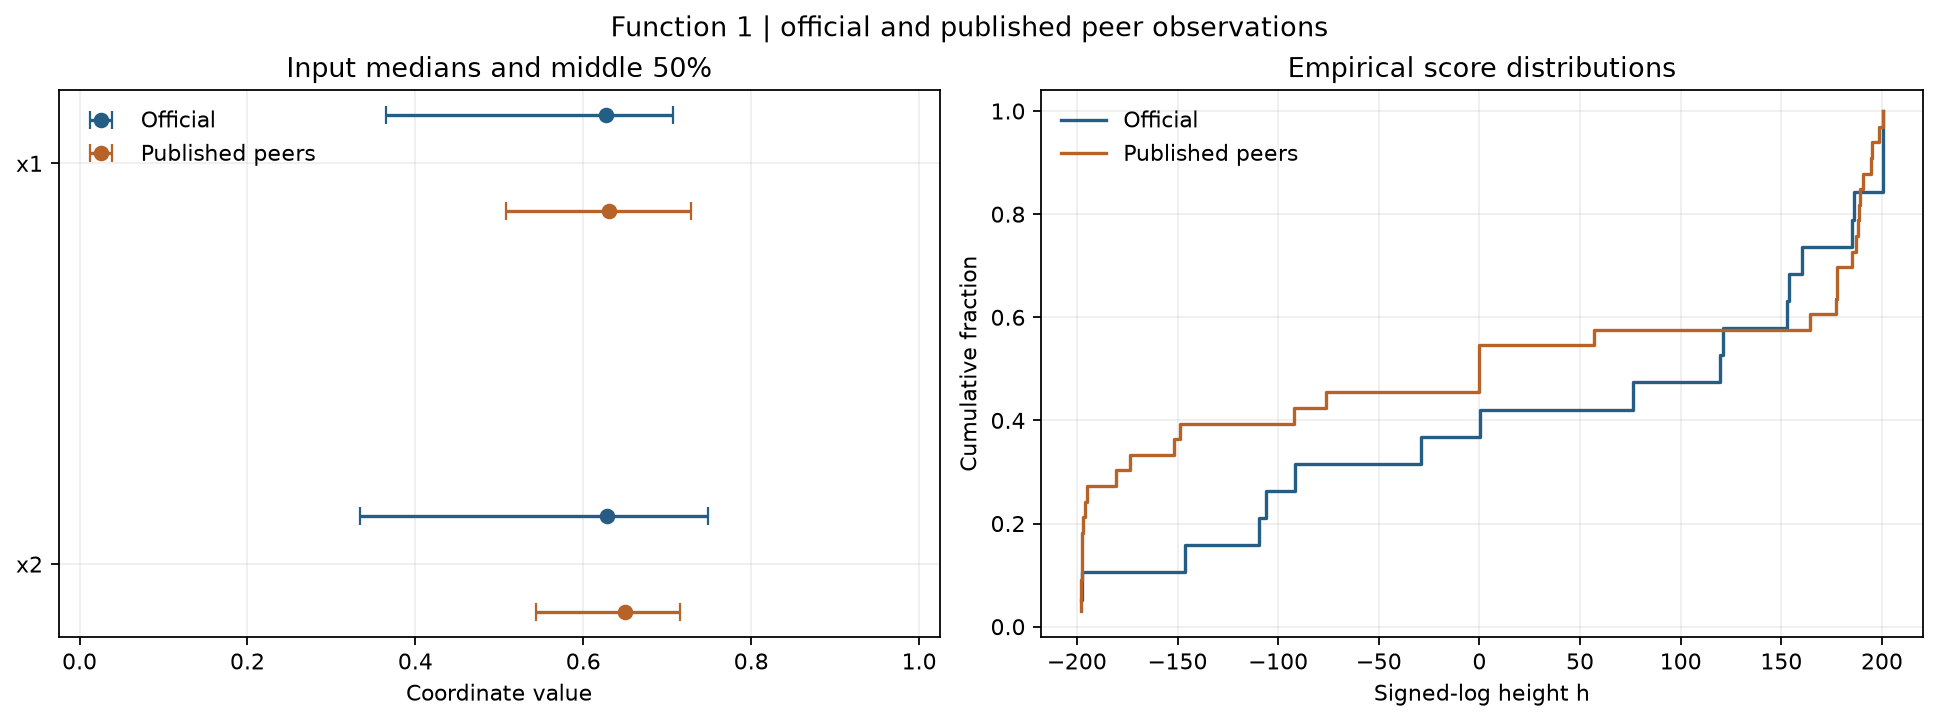 Function 1 | official and published peer observations
Input medians and middle 50%
Official
Published peers
x1
x2
0.0 0.2 0.4 0.6 0.8 1.0
Coordinate value
Empirical score distributions
Official
Published peers
Cumulative fraction
1.0
0.8
0.6
0.4
0.2
0.0
−200 −150 −100 −50 0 50 100 150 200
Signed-log height h